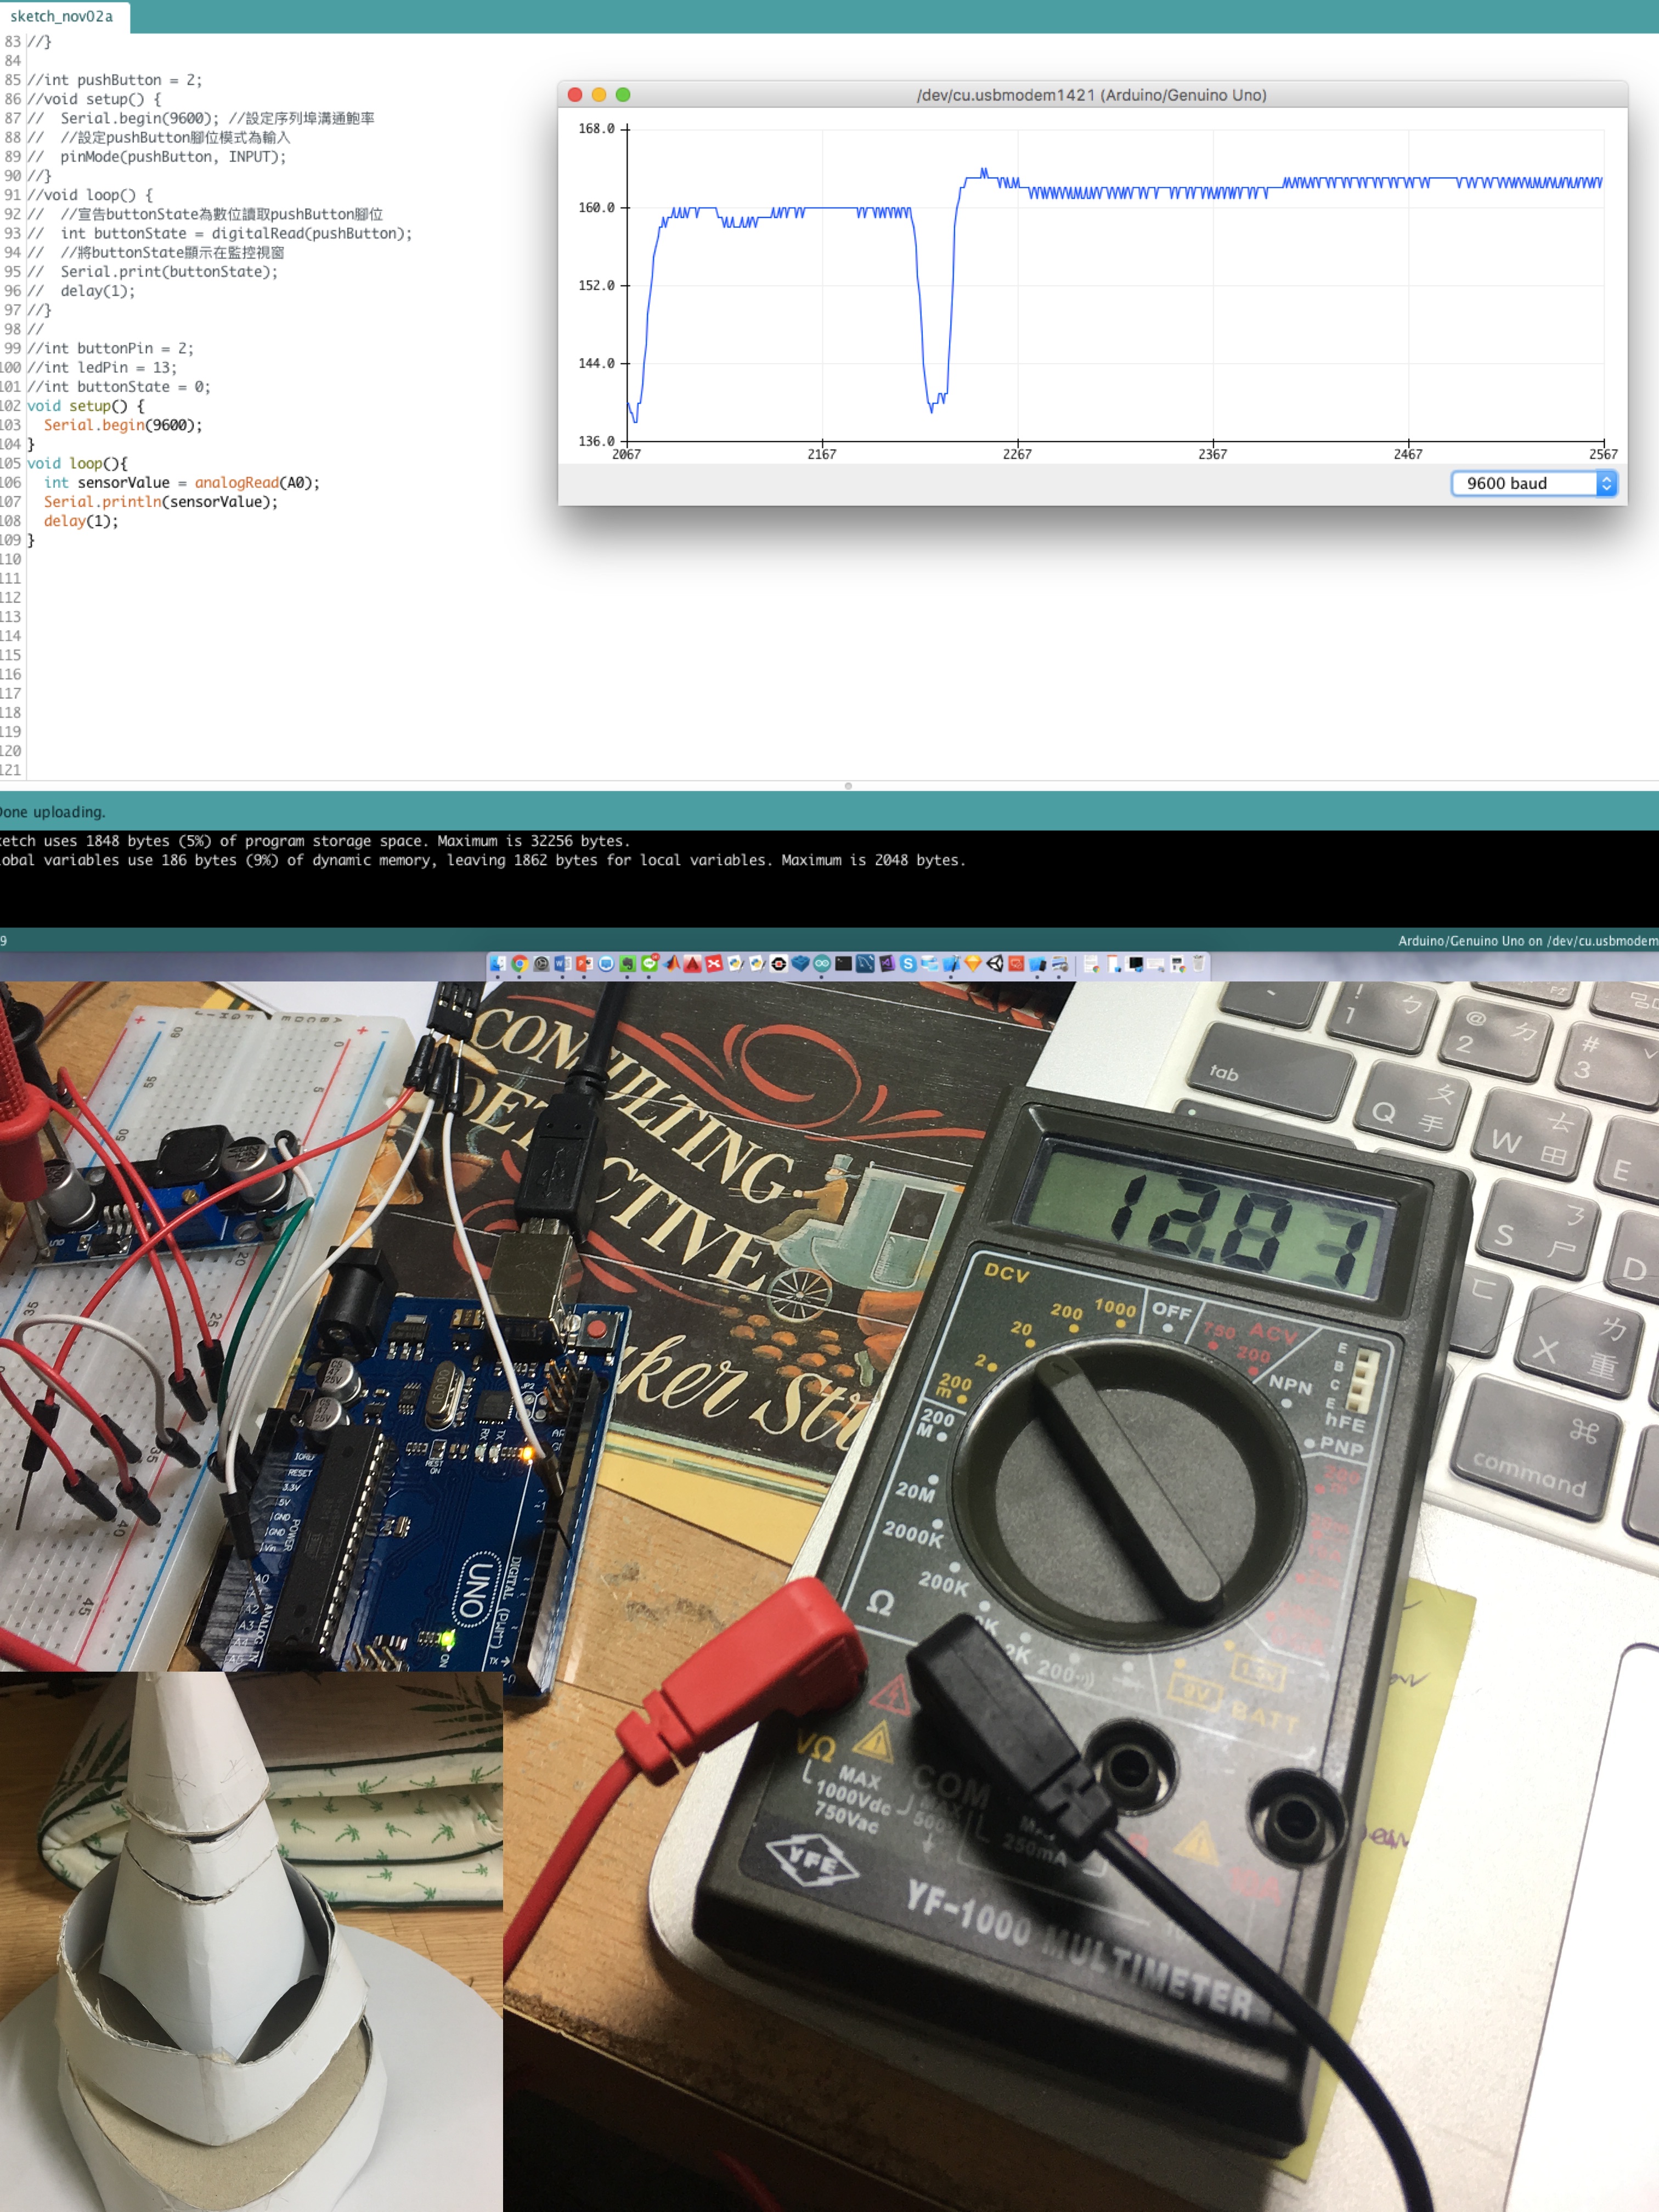 sketch_nov02a
83 //}
84
85 //int pushButton = 2;
86 //void setup() {
87 //  Serial.begin(9600); //設定序列埠溝通鮑率
88 //  //設定pushButton腳位模式為輸入
89 //  pinMode(pushButton, INPUT);
90 //}
91 //void loop() {
92 //  //宣告buttonState為數位讀取pushButton腳位
93 //  int buttonState = digitalRead(pushButton);
94 //  //將buttonState顯示在監控視窗
95 //  Serial.print(buttonState);
96 //  delay(1);
97 //}
98 //
99 //int buttonPin = 2;
100 //int ledPin = 13;
101 //int buttonState = 0;
102 void setup() {
103   Serial.begin(9600);
104 }
105 void loop(){
106   int sensorValue = analogRead(A0);
107   Serial.println(sensorValue);
108   delay(1);
109 }
110
111
112
113
114
115
116
117
118
119
120
121
/dev/cu.usbmodem1421 (Arduino/Genuino Uno)
168.0
160.0
152.0
144.0
136.0
2067 2167 2267 2367 2467 2567
9600 baud
Done uploading.
ketch uses 1848 bytes (5%) of program storage space. Maximum is 32256 bytes.
obal variables use 186 bytes (9%) of dynamic memory, leaving 1862 bytes for local variables. Maximum is 2048 bytes.
9
Arduino/Genuino Uno on /dev/cu.usbmodem
CONSULTING
DETECTIVE
ker Str
tab
! 1 ㄅ
@ 2 ㄉ
# 3 ˇ
Q ㄆ 手
W ㄊ 田
E
S ㄋ 尸
D
ㄈ
X ㄌ 重
⌘
command
12.83
DCV
OFF
ACV
1000
200
20
2
200 m
750
200
NPN
hFE
PNP
E
B
C
E
200 M
20M
2000K
200K
2K
200
Ω
9V
1.5V
BATT
VΩ
COM
MAX
1000Vdc
750Vac
MAX
500V
250mA
10A
YFE
YF-1000 MULTIMETER
IOREF
RESET
3.3V
5V
GND
GND
Vin
POWER
A0
A2
A3
ANALOG IN
UNO
DIGITAL (PWM~)
RX
TX
ON
JP2